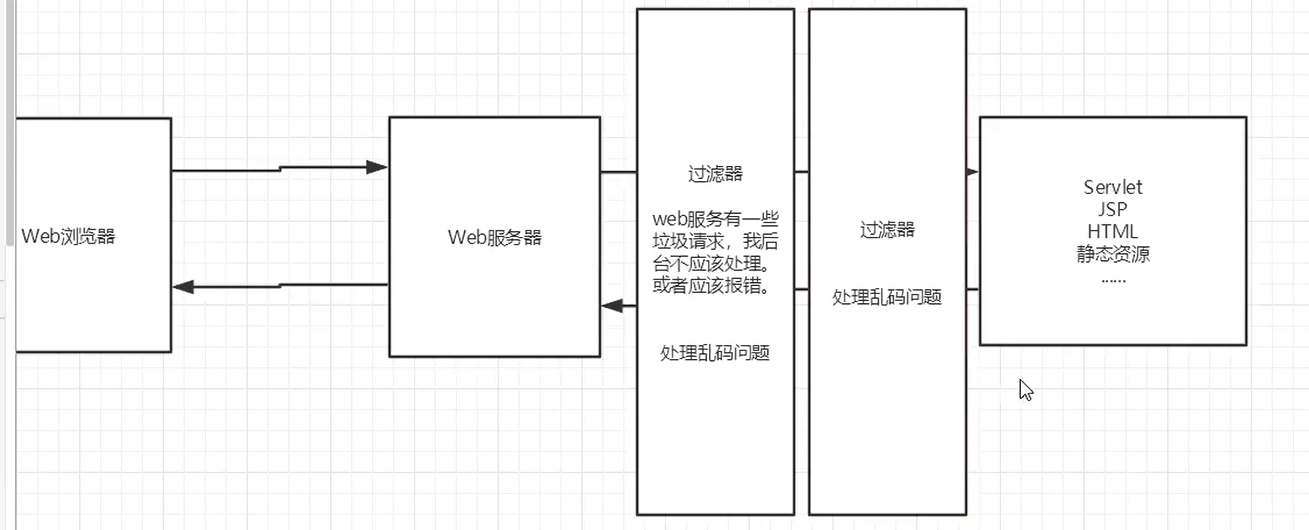 Web浏览器
Web服务器
过滤器
web服务有一些
垃圾请求，我后
台不应该处理。
或者应该报错。
处理乱码问题
过滤器
处理乱码问题
Servlet
JSP
HTML
静态资源
......